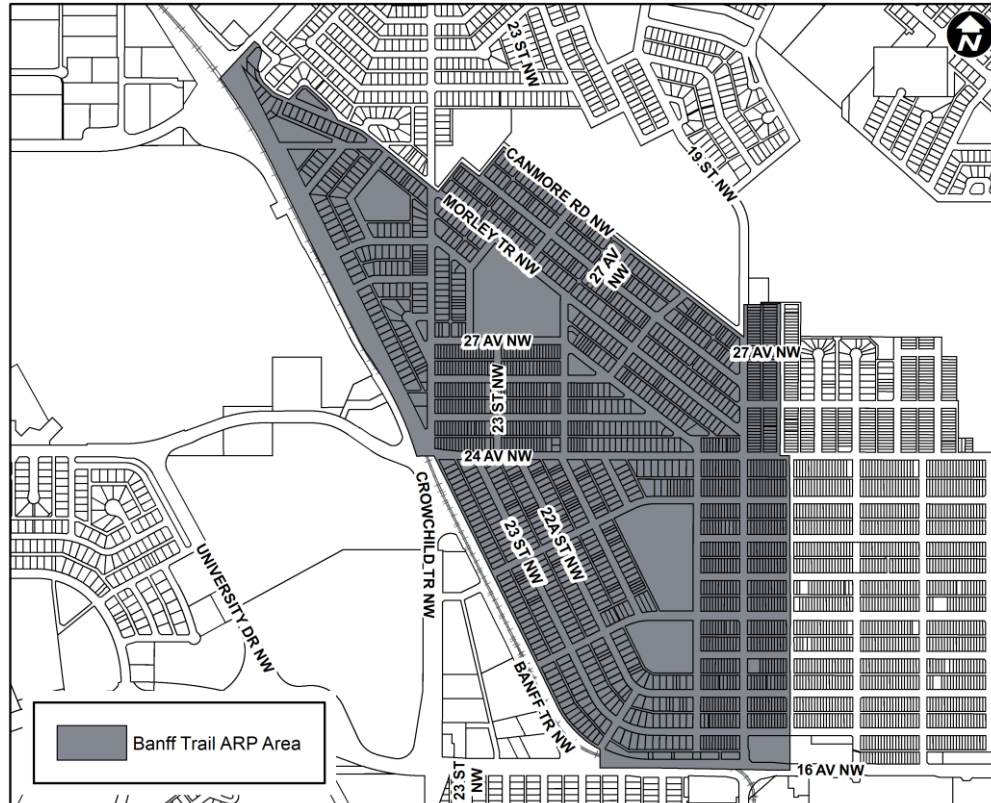 23 ST NW
N
19 ST NW
CANMORE RD NW
MORLEY TR NW
27 AV
NW
27 AV NW
27 AV NW
23 ST NW
24 AV NW
CROWCHILD TR NW
23 ST NW
22A ST NW
UNIVERSITY DR NW
BANFF TR NW
Banff Trail ARP Area
23 ST
NW
16 AV NW